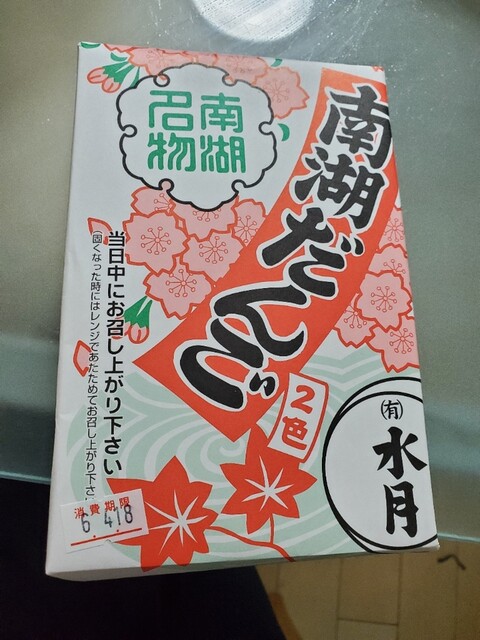 南湖
名物
南湖だんご
2色
㈲水月
当日中にお召し上がり下さい
(固くなった時にはレンジであたためてお召し上がり下さい
消費期限
6.4.8